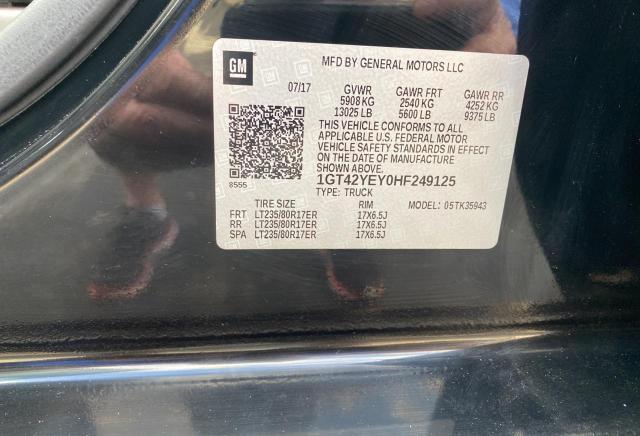 GM
MFD BY GENERAL MOTORS LLC
07/17 GVWR GAWR FRT GAWR RR
5908 KG 2540 KG 4252 KG
13025 LB 5600 LB 9375 LB
THIS VEHICLE CONFORMS TO ALL
APPLICABLE U.S. FEDERAL MOTOR
VEHICLE SAFETY STANDARDS IN EFFECT
ON THE DATE OF MANUFACTURE
SHOWN ABOVE.
8555 1GT42YEY0HF249125
TYPE: TRUCK
TIRE SIZE RIM MODEL: 05TK35943
FRT LT235/80R17ER 17X6.5J
RR LT235/80R17ER 17X6.5J
SPA LT235/80R17ER 17X6.5J